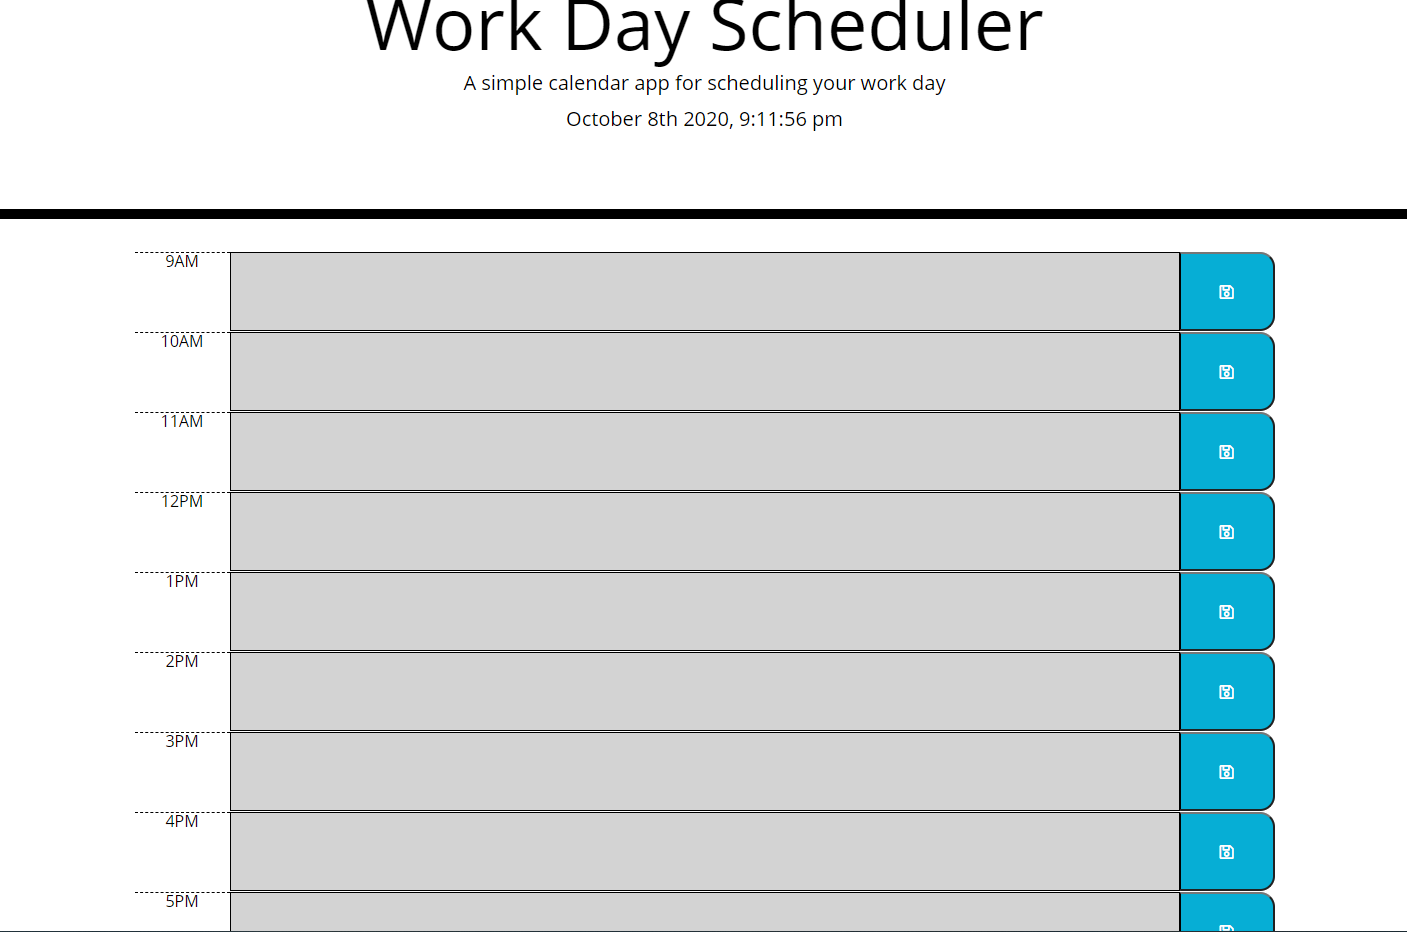 Work Day Scheduler
A simple calendar app for scheduling your work day
October 8th 2020, 9:11:56 pm
9AM
10AM
11AM
12PM
1PM
2PM
3PM
4PM
5PM